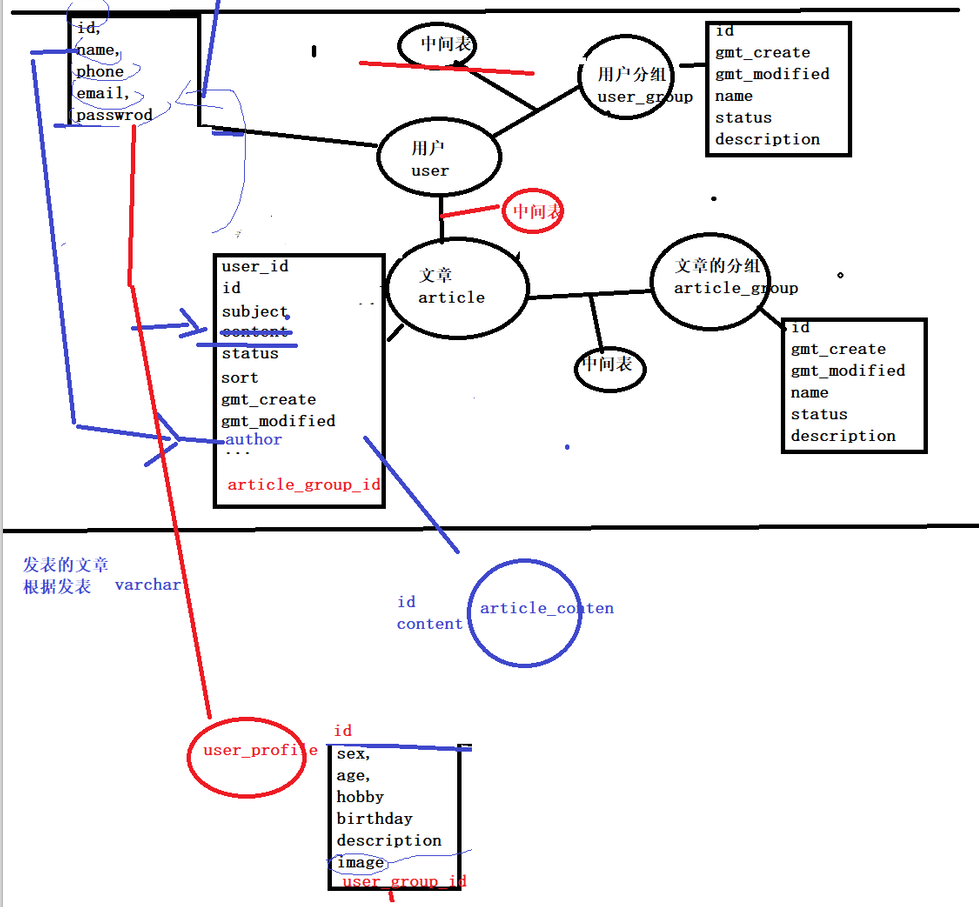 id,
name,
phone
email,
passwrod
中间表
用户分组
user_group
id
gmt_create
gmt_modified
name
status
description
用户
user
中间表
user_id
id
subject
content
status
sort
gmt_create
gmt_modified
author
...
article_group_id
文章
article
文章的分组
article_group
中间表
id
gmt_create
gmt_modified
name
status
description
发表的文章
根据发表 varchar
id
content
article_conten
user_profile
id
sex,
age,
hobby
birthday
description
image
user_group_id